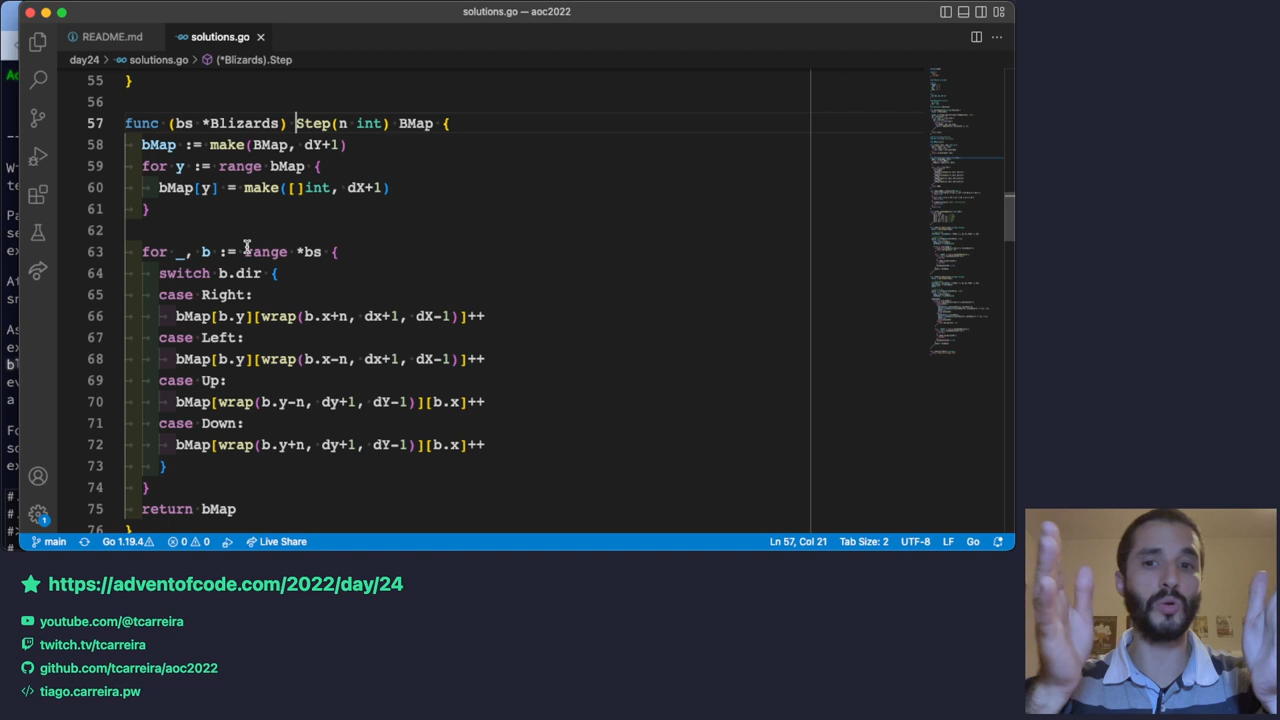 solutions.go — aoc2022
README.md
solutions.go
day24 > solutions.go > (*Blizards).Step
55 }
56
57 func (bs *Blizards) Step(n int) BMap {
58 bMap := make(BMap, dY+1)
59 for y := range bMap {
60 bMap[y] = make([]int, dX+1)
61 }
62
63 for _, b := range *bs {
64 switch b.dir {
65 case Right:
66 bMap[b.y][wrap(b.x+n, dx+1, dX-1)]++
67 case Left:
68 bMap[b.y][wrap(b.x-n, dx+1, dX-1)]++
69 case Up:
70 bMap[wrap(b.y-n, dy+1, dY-1)][b.x]++
71 case Down:
72 bMap[wrap(b.y+n, dy+1, dY-1)][b.x]++
73 }
74 }
75 return bMap
76 }
1
main
Go 1.19.4
0
0
Live Share
Ln 57, Col 21
Tab Size: 2
UTF-8
LF
Go
https://adventofcode.com/2022/day/24
youtube.com/@tcarreira
twitch.tv/tcarreira
github.com/tcarreira/aoc2022
tiago.carreira.pw